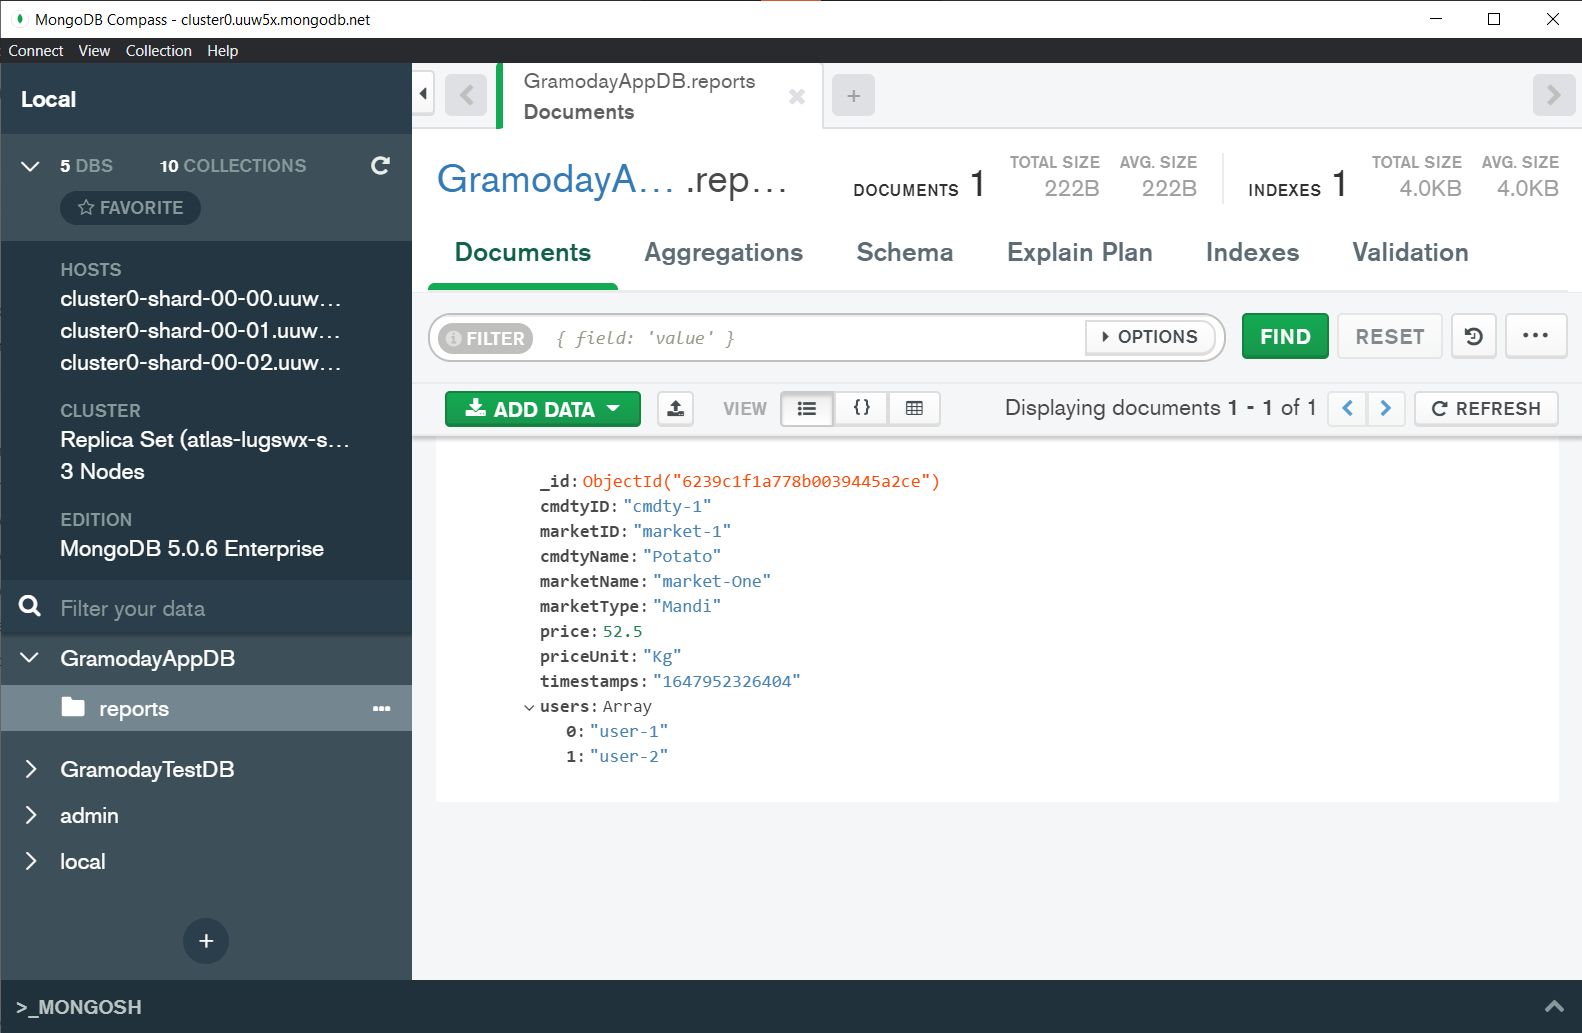 MongoDB Compass - cluster0.uuw5x.mongodb.net
Connect View Collection Help
Local
5 DBS 10 COLLECTIONS
FAVORITE
HOSTS
cluster0-shard-00-00.uuw...
cluster0-shard-00-01.uuw...
cluster0-shard-00-02.uuw...
CLUSTER
Replica Set (atlas-lugswx-s...
3 Nodes
EDITION
MongoDB 5.0.6 Enterprise
Filter your data
GramodayAppDB
reports
GramodayTestDB
admin
local
GramodayAppDB.reports
Documents
GramodayA... .rep...
DOCUMENTS 1
TOTAL SIZE AVG. SIZE
222B 222B
INDEXES 1
TOTAL SIZE AVG. SIZE
4.0KB 4.0KB
Documents Aggregations Schema Explain Plan Indexes Validation
FILTER { field: 'value' } OPTIONS FIND RESET
ADD DATA VIEW {} Displaying documents 1 - 1 of 1 REFRESH
_id: ObjectId("6239c1f1a778b0039445a2ce")
cmdtyID: "cmdty-1"
marketID: "market-1"
cmdtyName: "Potato"
marketName: "market-One"
marketType: "Mandi"
price: 52.5
priceUnit: "Kg"
timestamps: "1647952326404"
users: Array
0: "user-1"
1: "user-2"
>_MONGOSH